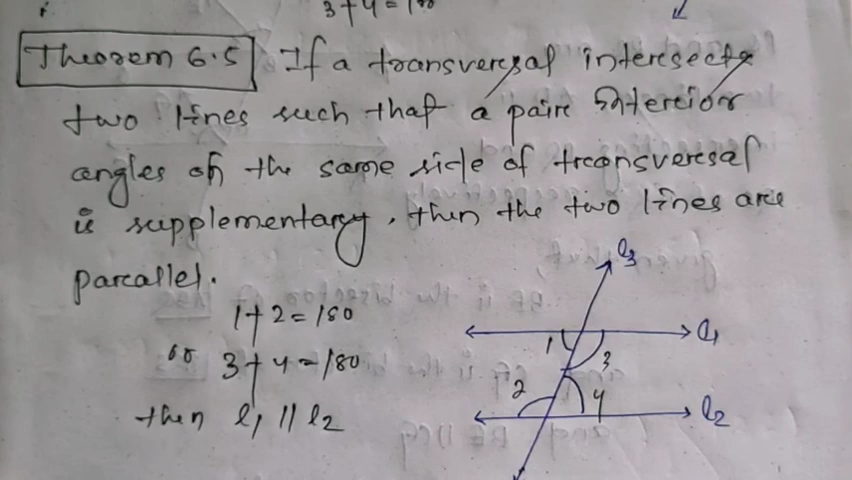 3+4=180
Theorem 6.5 If a transversal intersects
two lines such that a pair interior
angles on the same side of transversal
is supplementary, then the two lines are
parallel.
1+2=180
or 3+4=180
then l1 // l2
l3
l1
1
3
2
4
l2